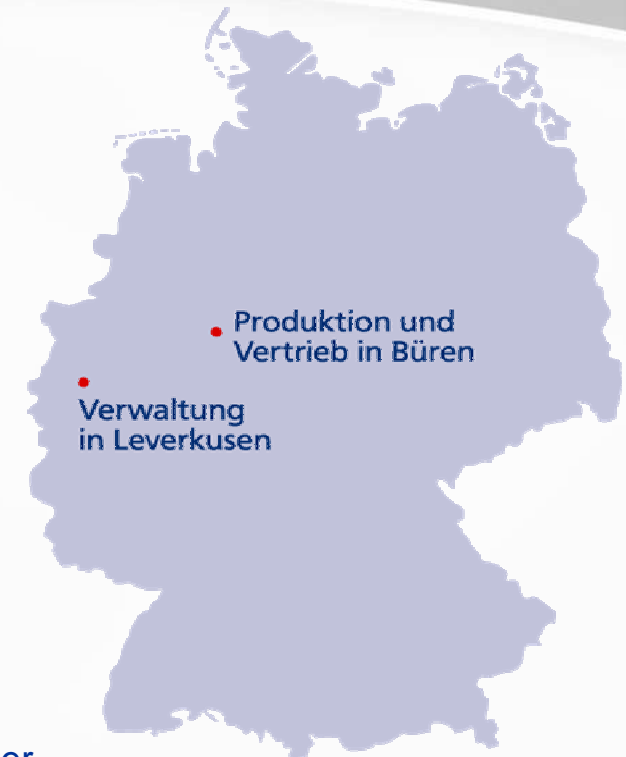 Produktion und
Vertrieb in Büren
Verwaltung
in Leverkusen